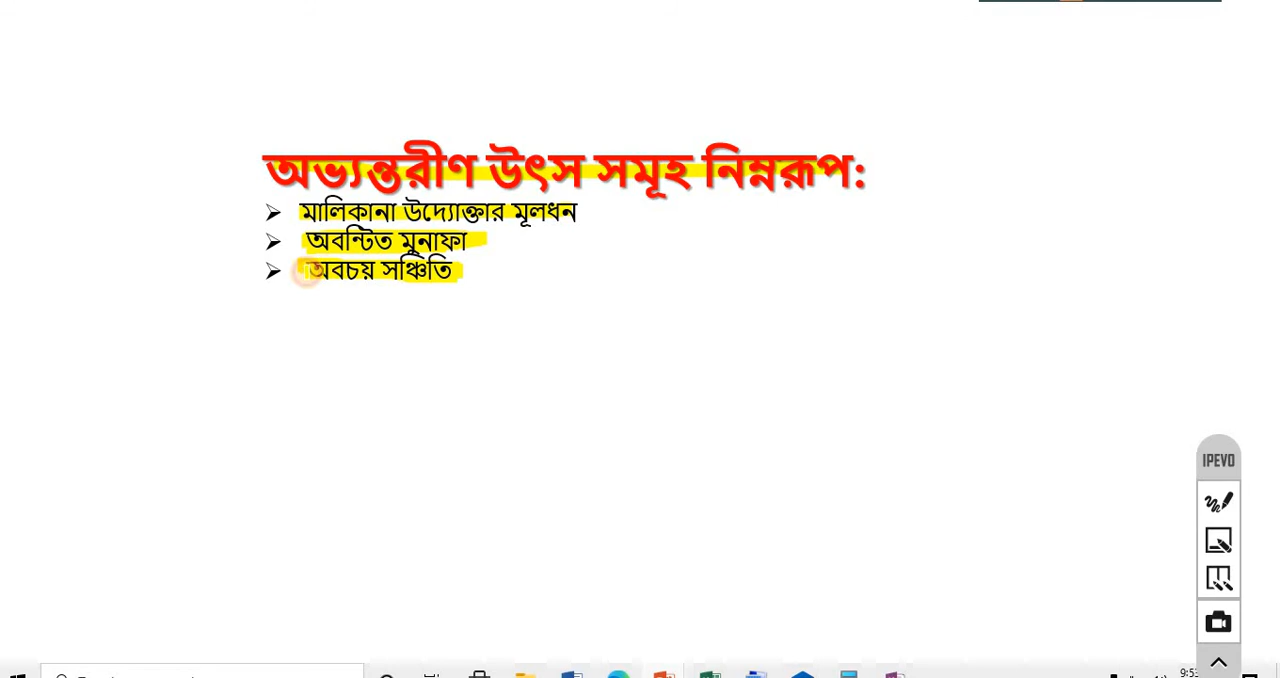 অভ্যন্তরীণ উৎস সমূহ নিম্নরূপ:
➢ মালিকানা উদ্যোক্তার মূলধন
➢ অবন্টিত মুনাফা
➢ অবচয় সঞ্চিতি
IPEVO